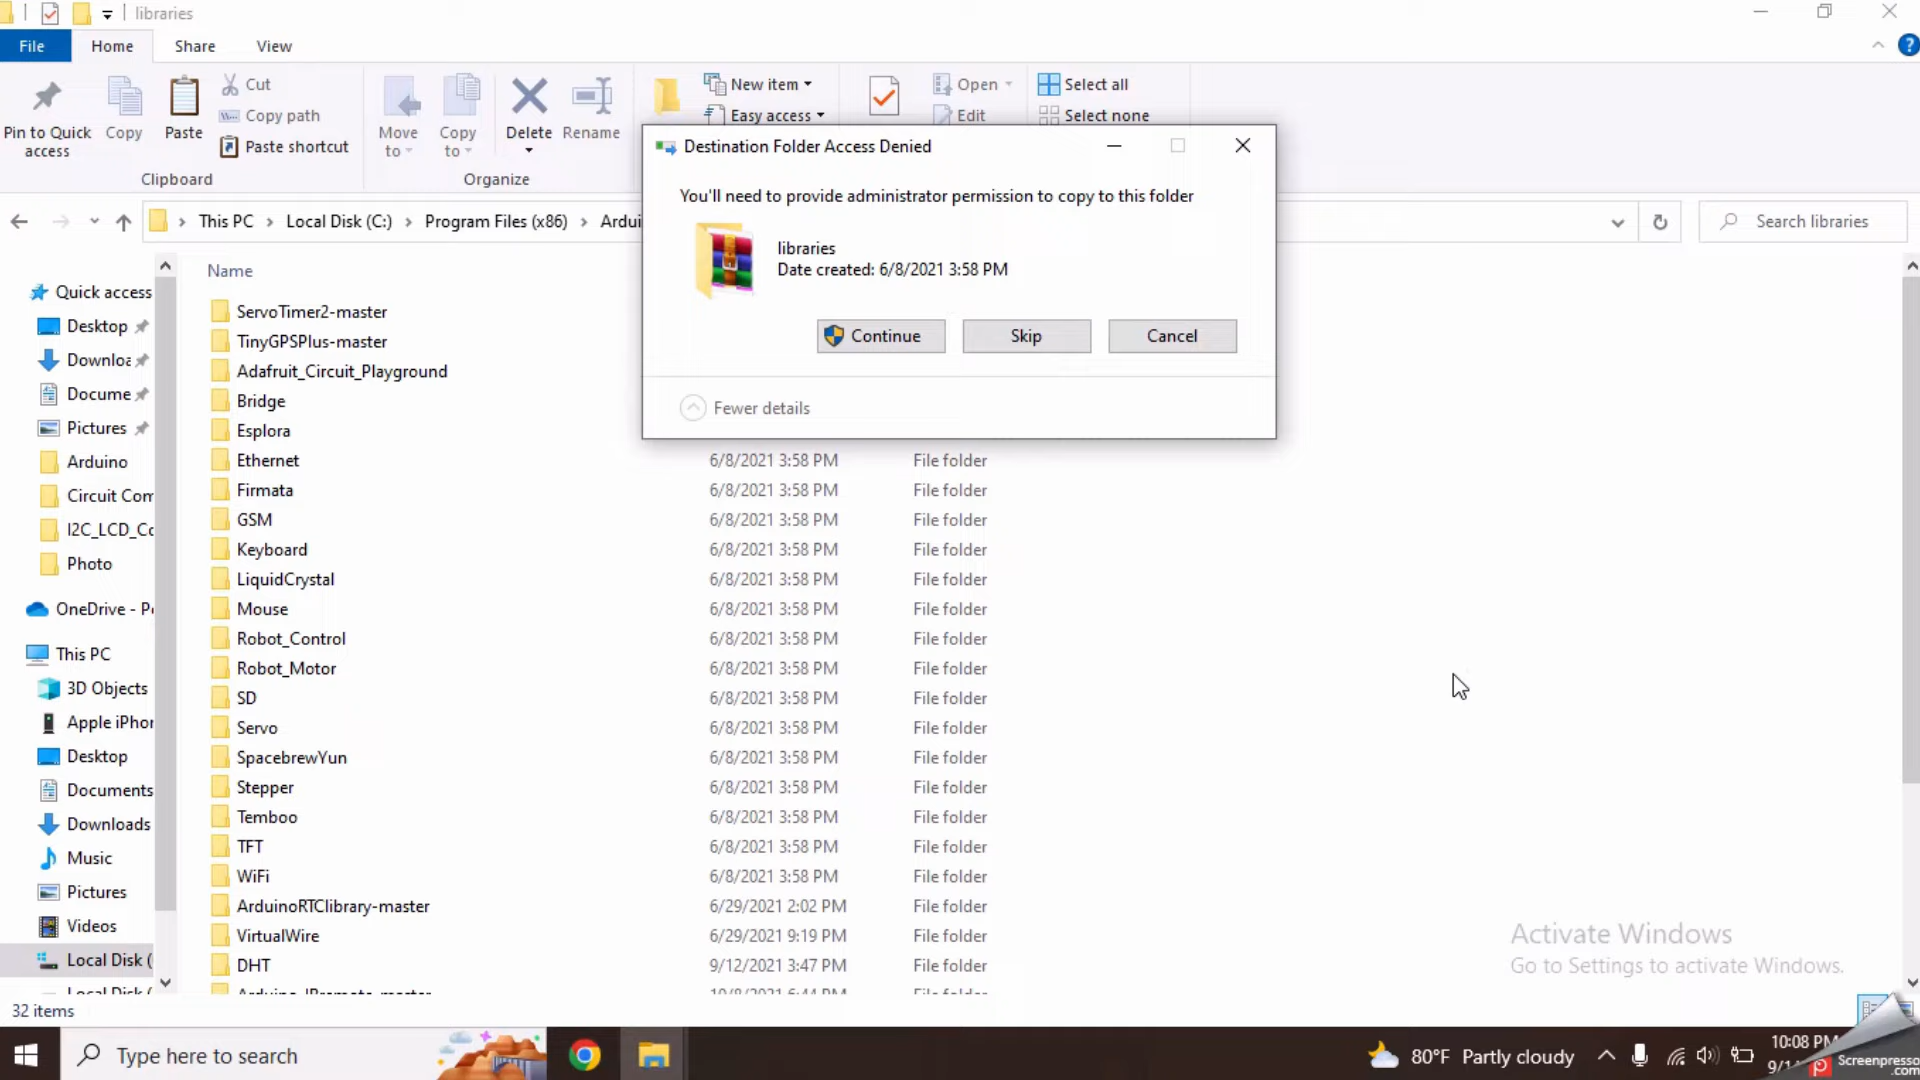 libraries
File
Home
Share
View
Pin to Quick access
Copy
Paste
Cut
Copy path
Paste shortcut
Clipboard
Move to
Copy to
Delete
Rename
Organize
New item
Easy access
Open
Edit
Select all
Select none
This PC
Local Disk (C:)
Program Files (x86)
Ardui
Search libraries
Destination Folder Access Denied
You'll need to provide administrator permission to copy to this folder
libraries
Date created: 6/8/2021 3:58 PM
Continue
Skip
Cancel
Fewer details
Quick access
Desktop
Downloa
Docume
Pictures
Arduino
Circuit Com
I2C_LCD_Co
Photo
OneDrive - Pe
This PC
3D Objects
Apple iPhon
Desktop
Documents
Downloads
Music
Pictures
Videos
Local Disk (
Local Disk (
Name
ServoTimer2-master
TinyGPSPlus-master
Adafruit_Circuit_Playground
Bridge
Esplora
Ethernet 6/8/2021 3:58 PM File folder
Firmata 6/8/2021 3:58 PM File folder
GSM 6/8/2021 3:58 PM File folder
Keyboard 6/8/2021 3:58 PM File folder
LiquidCrystal 6/8/2021 3:58 PM File folder
Mouse 6/8/2021 3:58 PM File folder
Robot_Control 6/8/2021 3:58 PM File folder
Robot_Motor 6/8/2021 3:58 PM File folder
SD 6/8/2021 3:58 PM File folder
Servo 6/8/2021 3:58 PM File folder
SpacebrewYun 6/8/2021 3:58 PM File folder
Stepper 6/8/2021 3:58 PM File folder
Temboo 6/8/2021 3:58 PM File folder
TFT 6/8/2021 3:58 PM File folder
WiFi 6/8/2021 3:58 PM File folder
ArduinoRTClibrary-master 6/29/2021 2:02 PM File folder
VirtualWire 6/29/2021 9:19 PM File folder
DHT 9/12/2021 3:47 PM File folder
Arduino-IRremote-master 10/8/2021 6:44 PM File folder
Activate Windows
Go to Settings to activate Windows.
32 items
Type here to search
80°F Partly cloudy
10:08 PM
Screenpresso
.com